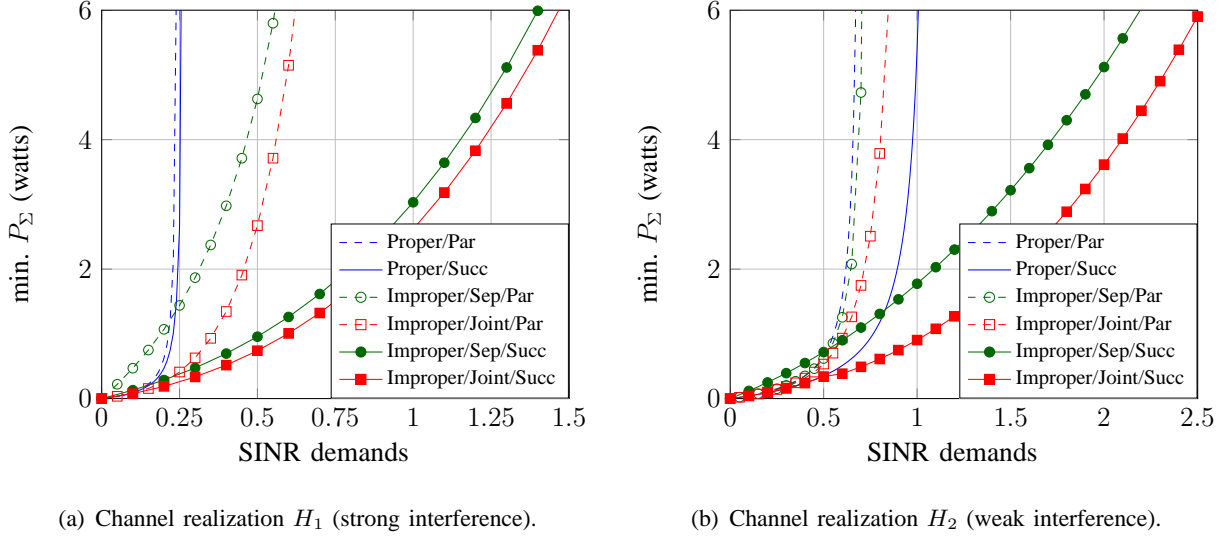 6
4
2
0
min. P_Σ (watts)
0 0.25 0.5 0.75 1 1.25 1.5
SINR demands
Proper/Par
Proper/Succ
Improper/Sep/Par
Improper/Joint/Par
Improper/Sep/Succ
Improper/Joint/Succ
(a) Channel realization H_1 (strong interference).
6
4
2
0
min. P_Σ (watts)
0 0.5 1 1.5 2 2.5
SINR demands
Proper/Par
Proper/Succ
Improper/Sep/Par
Improper/Joint/Par
Improper/Sep/Succ
Improper/Joint/Succ
(b) Channel realization H_2 (weak interference).